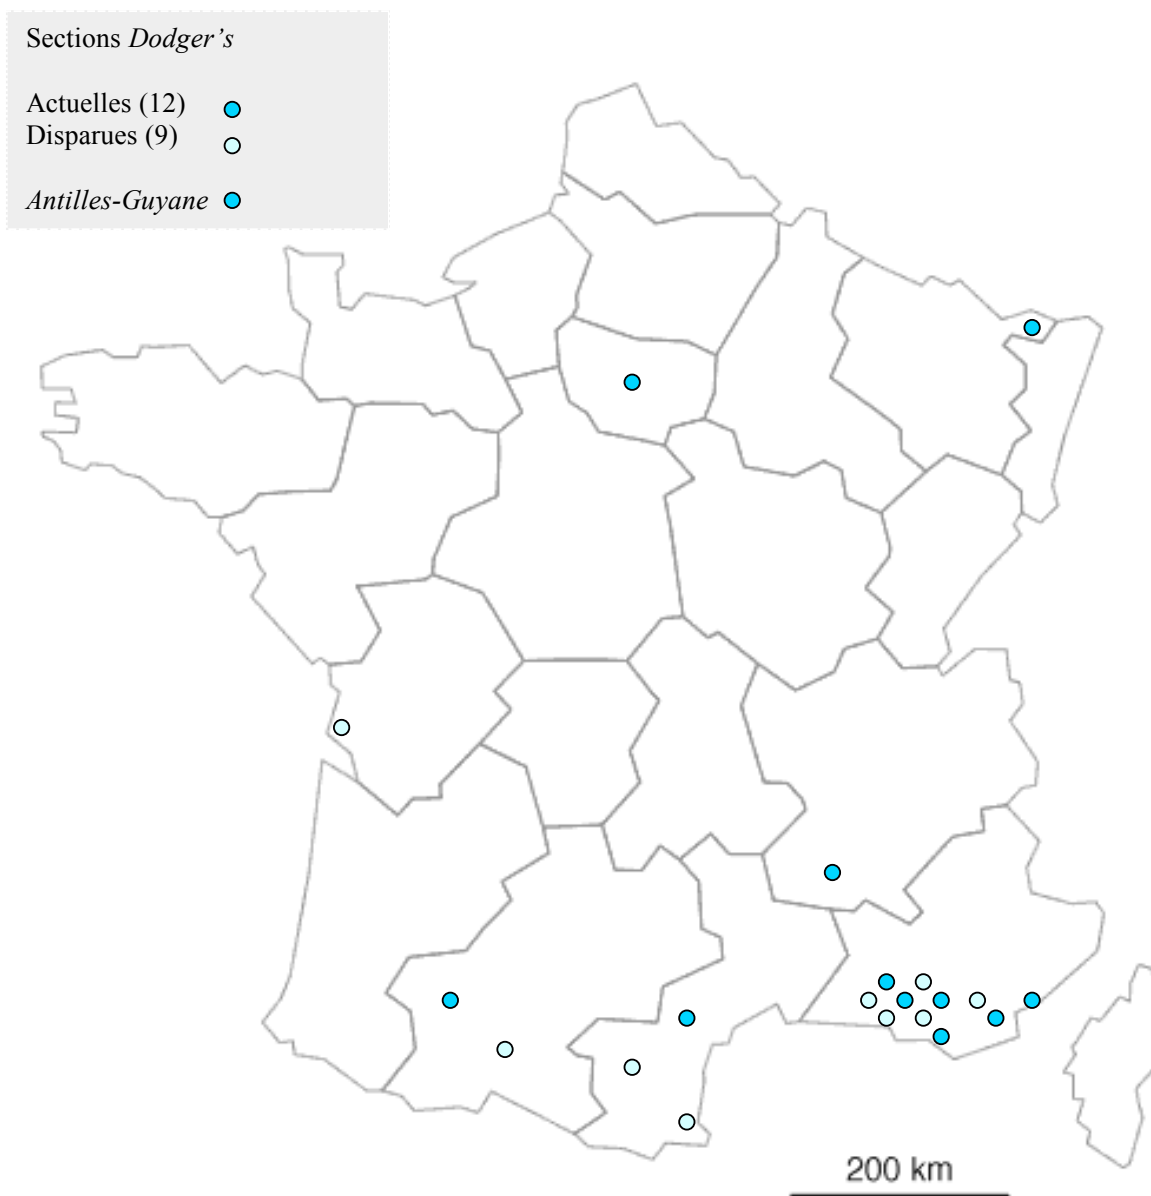 Sections Dodger’s
Actuelles (12)
Disparues (9)
Antilles-Guyane
200 km